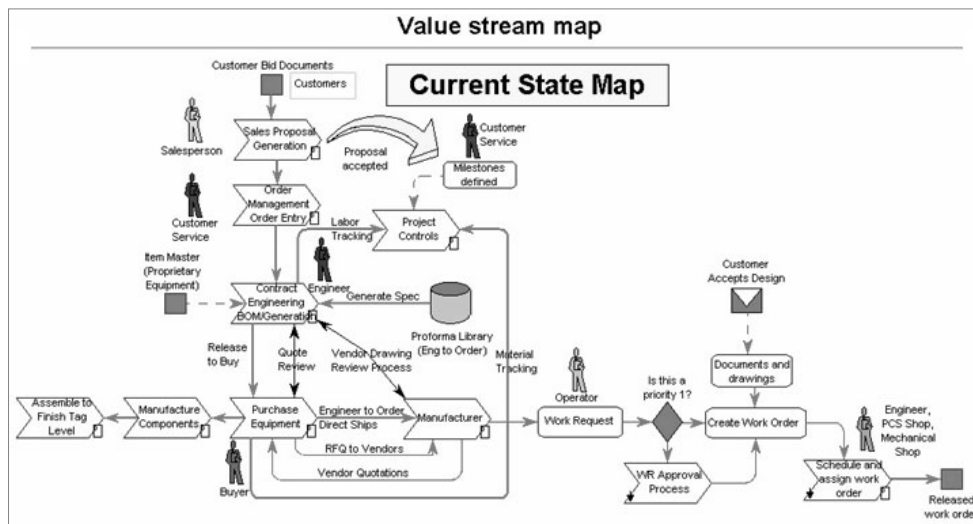 Value stream map
Current State Map
Customer Bid Documents
Customers
Salesperson
Sales Proposal
Generation
Proposal
accepted
Customer
Service
Milestones
defined
Customer
Service
Order
Management
Order Entry
Labor
Tracking
Project
Controls
Item Master
(Proprietary
Equipment)
Engineer
Contract
Engineering
BOM/Generation
Generate Spec
Proforma Library
(Eng to Order)
Customer
Accepts Design
Release
to Buy
Quote
Review
Vendor Drawing
Review Process
Material
Tracking
Documents and
drawings
Operator
Is this a
priority 1?
Assemble to
Finish Tag
Level
Manufacture
Components
Purchase
Equipment
Engineer to Order
Direct Ships
Manufacturer
Work Request
Create Work Order
Engineer,
PCS Shop,
Mechanical
Shop
RFQ to Vendors
Vendor Quotations
Buyer
WR Approval
Process
Schedule and
assign work
order
Released
work order